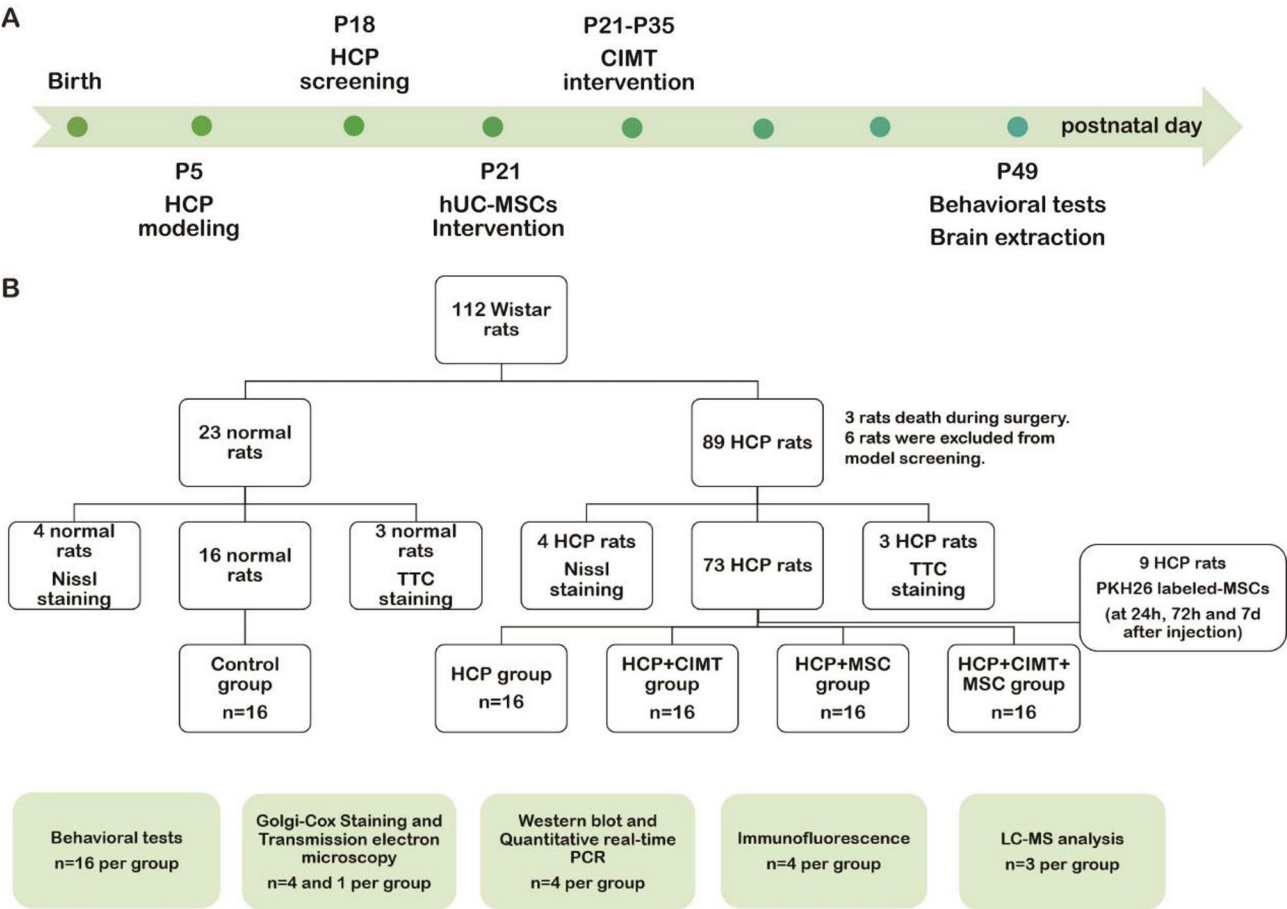 A
P18
HCP
screening
P21-P35
CIMT
intervention
Birth
postnatal day
P5
HCP
modeling
P21
hUC-MSCs
Intervention
P49
Behavioral tests
Brain extraction
B
112 Wistar
rats
23 normal
rats
89 HCP rats
3 rats death during surgery.
6 rats were excluded from
model screening.
4 normal
rats
Nissl
staining
16 normal
rats
3 normal
rats
TTC
staining
4 HCP rats
Nissl
staining
73 HCP rats
3 HCP rats
TTC
staining
9 HCP rats
PKH26 labeled-MSCs
(at 24h, 72h and 7d
after injection)
Control
group
n=16
HCP group
n=16
HCP+CIMT
group
n=16
HCP+MSC
group
n=16
HCP+CIMT+
MSC group
n=16
Behavioral tests
n=16 per group
Golgi-Cox Staining and
Transmission electron
microscopy
n=4 and 1 per group
Western blot and
Quantitative real-time
PCR
n=4 per group
Immunofluorescence
n=4 per group
LC-MS analysis
n=3 per group